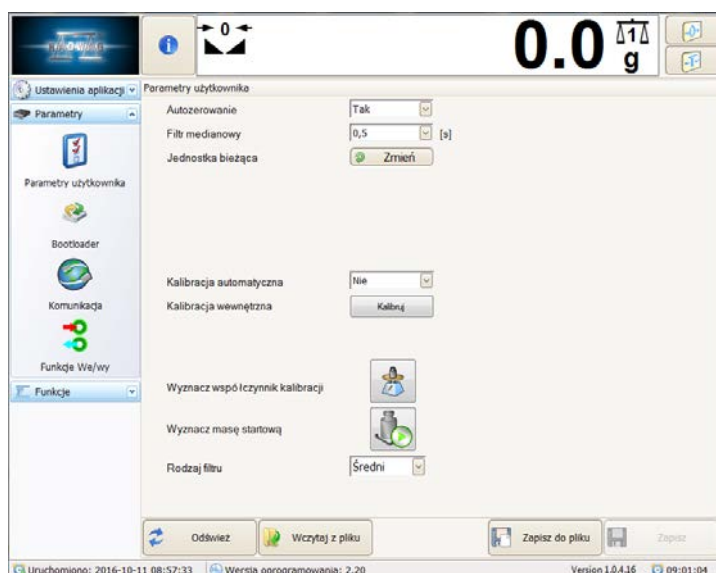 RADWAG
0
0.0
1
g
Ustawienia aplikacji
Parametry użytkownika
Parametry
Autozerowanie
Tak
Filtr medianowy
0,5
[s]
Jednostka bieżąca
Zmień
Parametry użytkownika
Bootloader
Kalibracja automatyczna
Nie
Komunikacja
Kalibracja wewnętrzna
Kalibruj
Funkcje We/wy
Funkcje
Wyznacz współczynnik kalibracji
Wyznacz masę startową
Rodzaj filtru
Średni
Odśwież
Wczytaj z pliku
Zapisz do pliku
Zapisz
Uruchomiono: 2016-10-11 08:57:33
Wersja oprogramowania: 2.20
Version 1.0.4.16
09:01:04